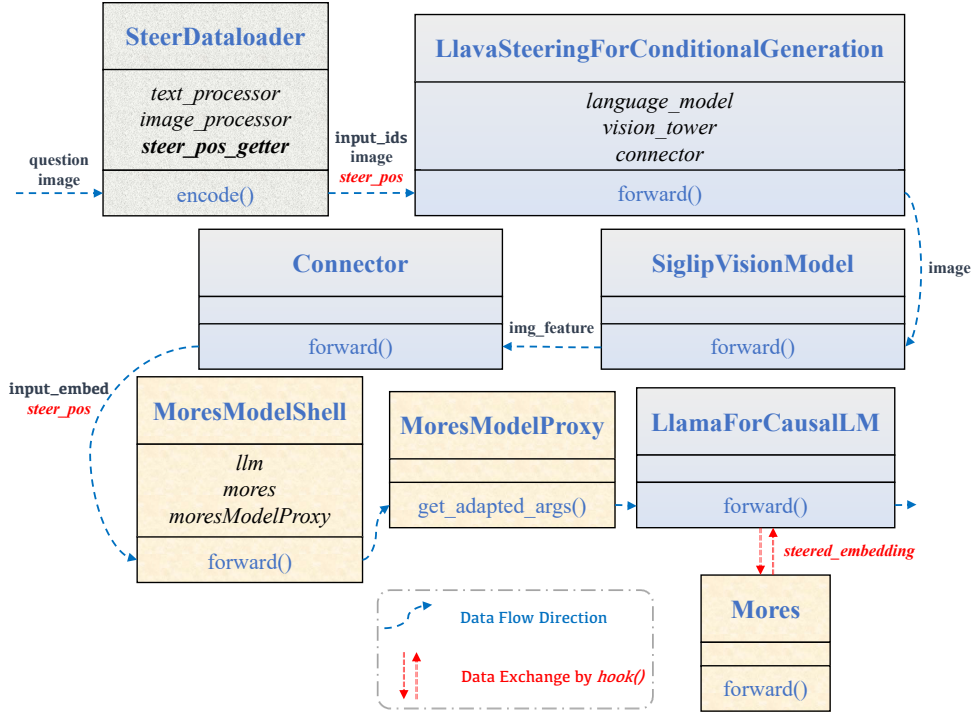 SteerDataloader
text_processor
image_processor
steer_pos_getter
encode()
question
image
input_ids
image
steer_pos
LlavaSteeringForConditionalGeneration
language_model
vision_tower
connector
forward()
image
SiglipVisionModel
forward()
img_feature
Connector
forward()
input_embed
steer_pos
MoresModelShell
llm
mores
moresModelProxy
forward()
MoresModelProxy
get_adapted_args()
LlamaForCausalLM
forward()
steered_embedding
Mores
forward()
Data Flow Direction
Data Exchange by hook()